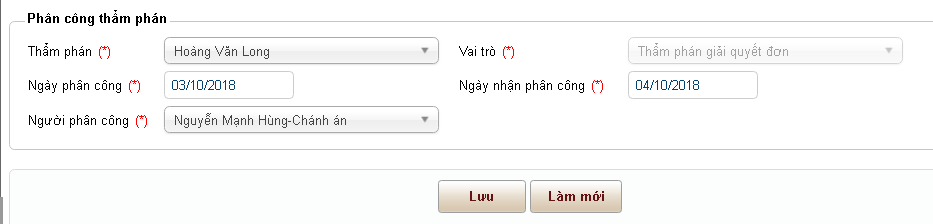 Phân công thẩm phán
Thẩm phán (*) Hoàng Văn Long Vai trò (*) Thẩm phán giải quyết đơn
Ngày phân công (*) 03/10/2018 Ngày nhận phân công (*) 04/10/2018
Người phân công (*) Nguyễn Mạnh Hùng-Chánh án
Lưu Làm mới